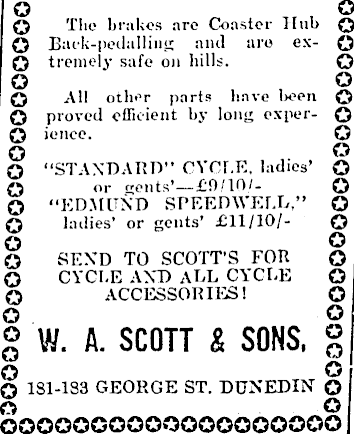 The brakes are Coaster Hub
Back-pedalling and are ex-
tremely safe on hills.
All other parts have been
proved efficient by long exper-
ience.
"STANDARD" CYCLE, ladies'
or gents'—£9/10/-
"EDMUND SPEEDWELL,"
ladies' or gents' £11/10/-
SEND TO SCOTT'S FOR
CYCLE AND ALL CYCLE
ACCESSORIES!
W. A. SCOTT & SONS,
181-183 GEORGE ST. DUNEDIN